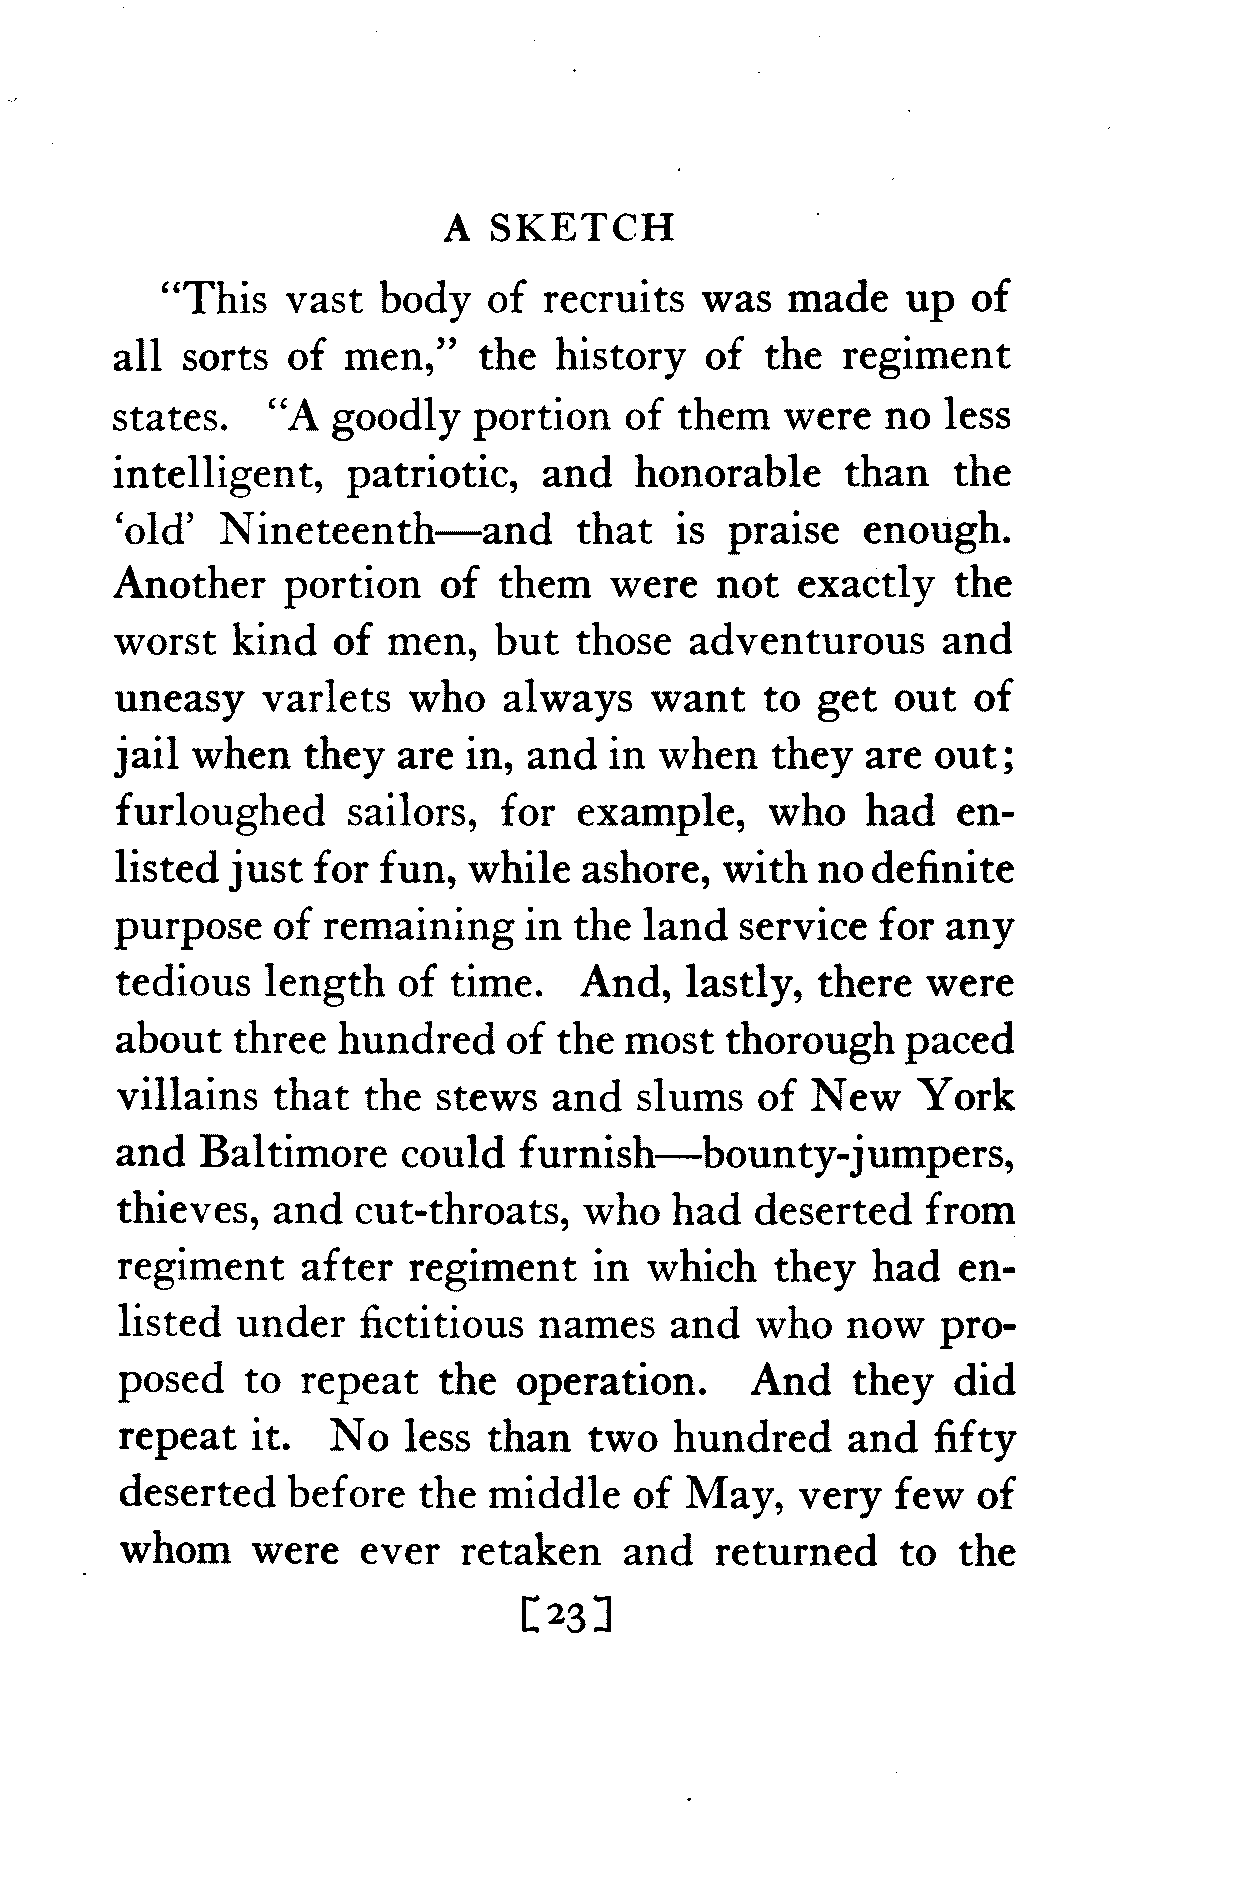 A SKETCH
“This vast body of recruits was made up of
all sorts of men,” the history of the regiment
states. “A goodly portion of them were no less
intelligent, patriotic, and honorable than the
‘old’ Nineteenth—and that is praise enough.
Another portion of them were not exactly the
worst kind of men, but those adventurous and
uneasy varlets who always want to get out of
jail when they are in, and in when they are out;
furloughed sailors, for example, who had en-
listed just for fun, while ashore, with no definite
purpose of remaining in the land service for any
tedious length of time. And, lastly, there were
about three hundred of the most thorough paced
villains that the stews and slums of New York
and Baltimore could furnish—bounty-jumpers,
thieves, and cut-throats, who had deserted from
regiment after regiment in which they had en-
listed under fictitious names and who now pro-
posed to repeat the operation. And they did
repeat it. No less than two hundred and fifty
deserted before the middle of May, very few of
whom were ever retaken and returned to the
[23]